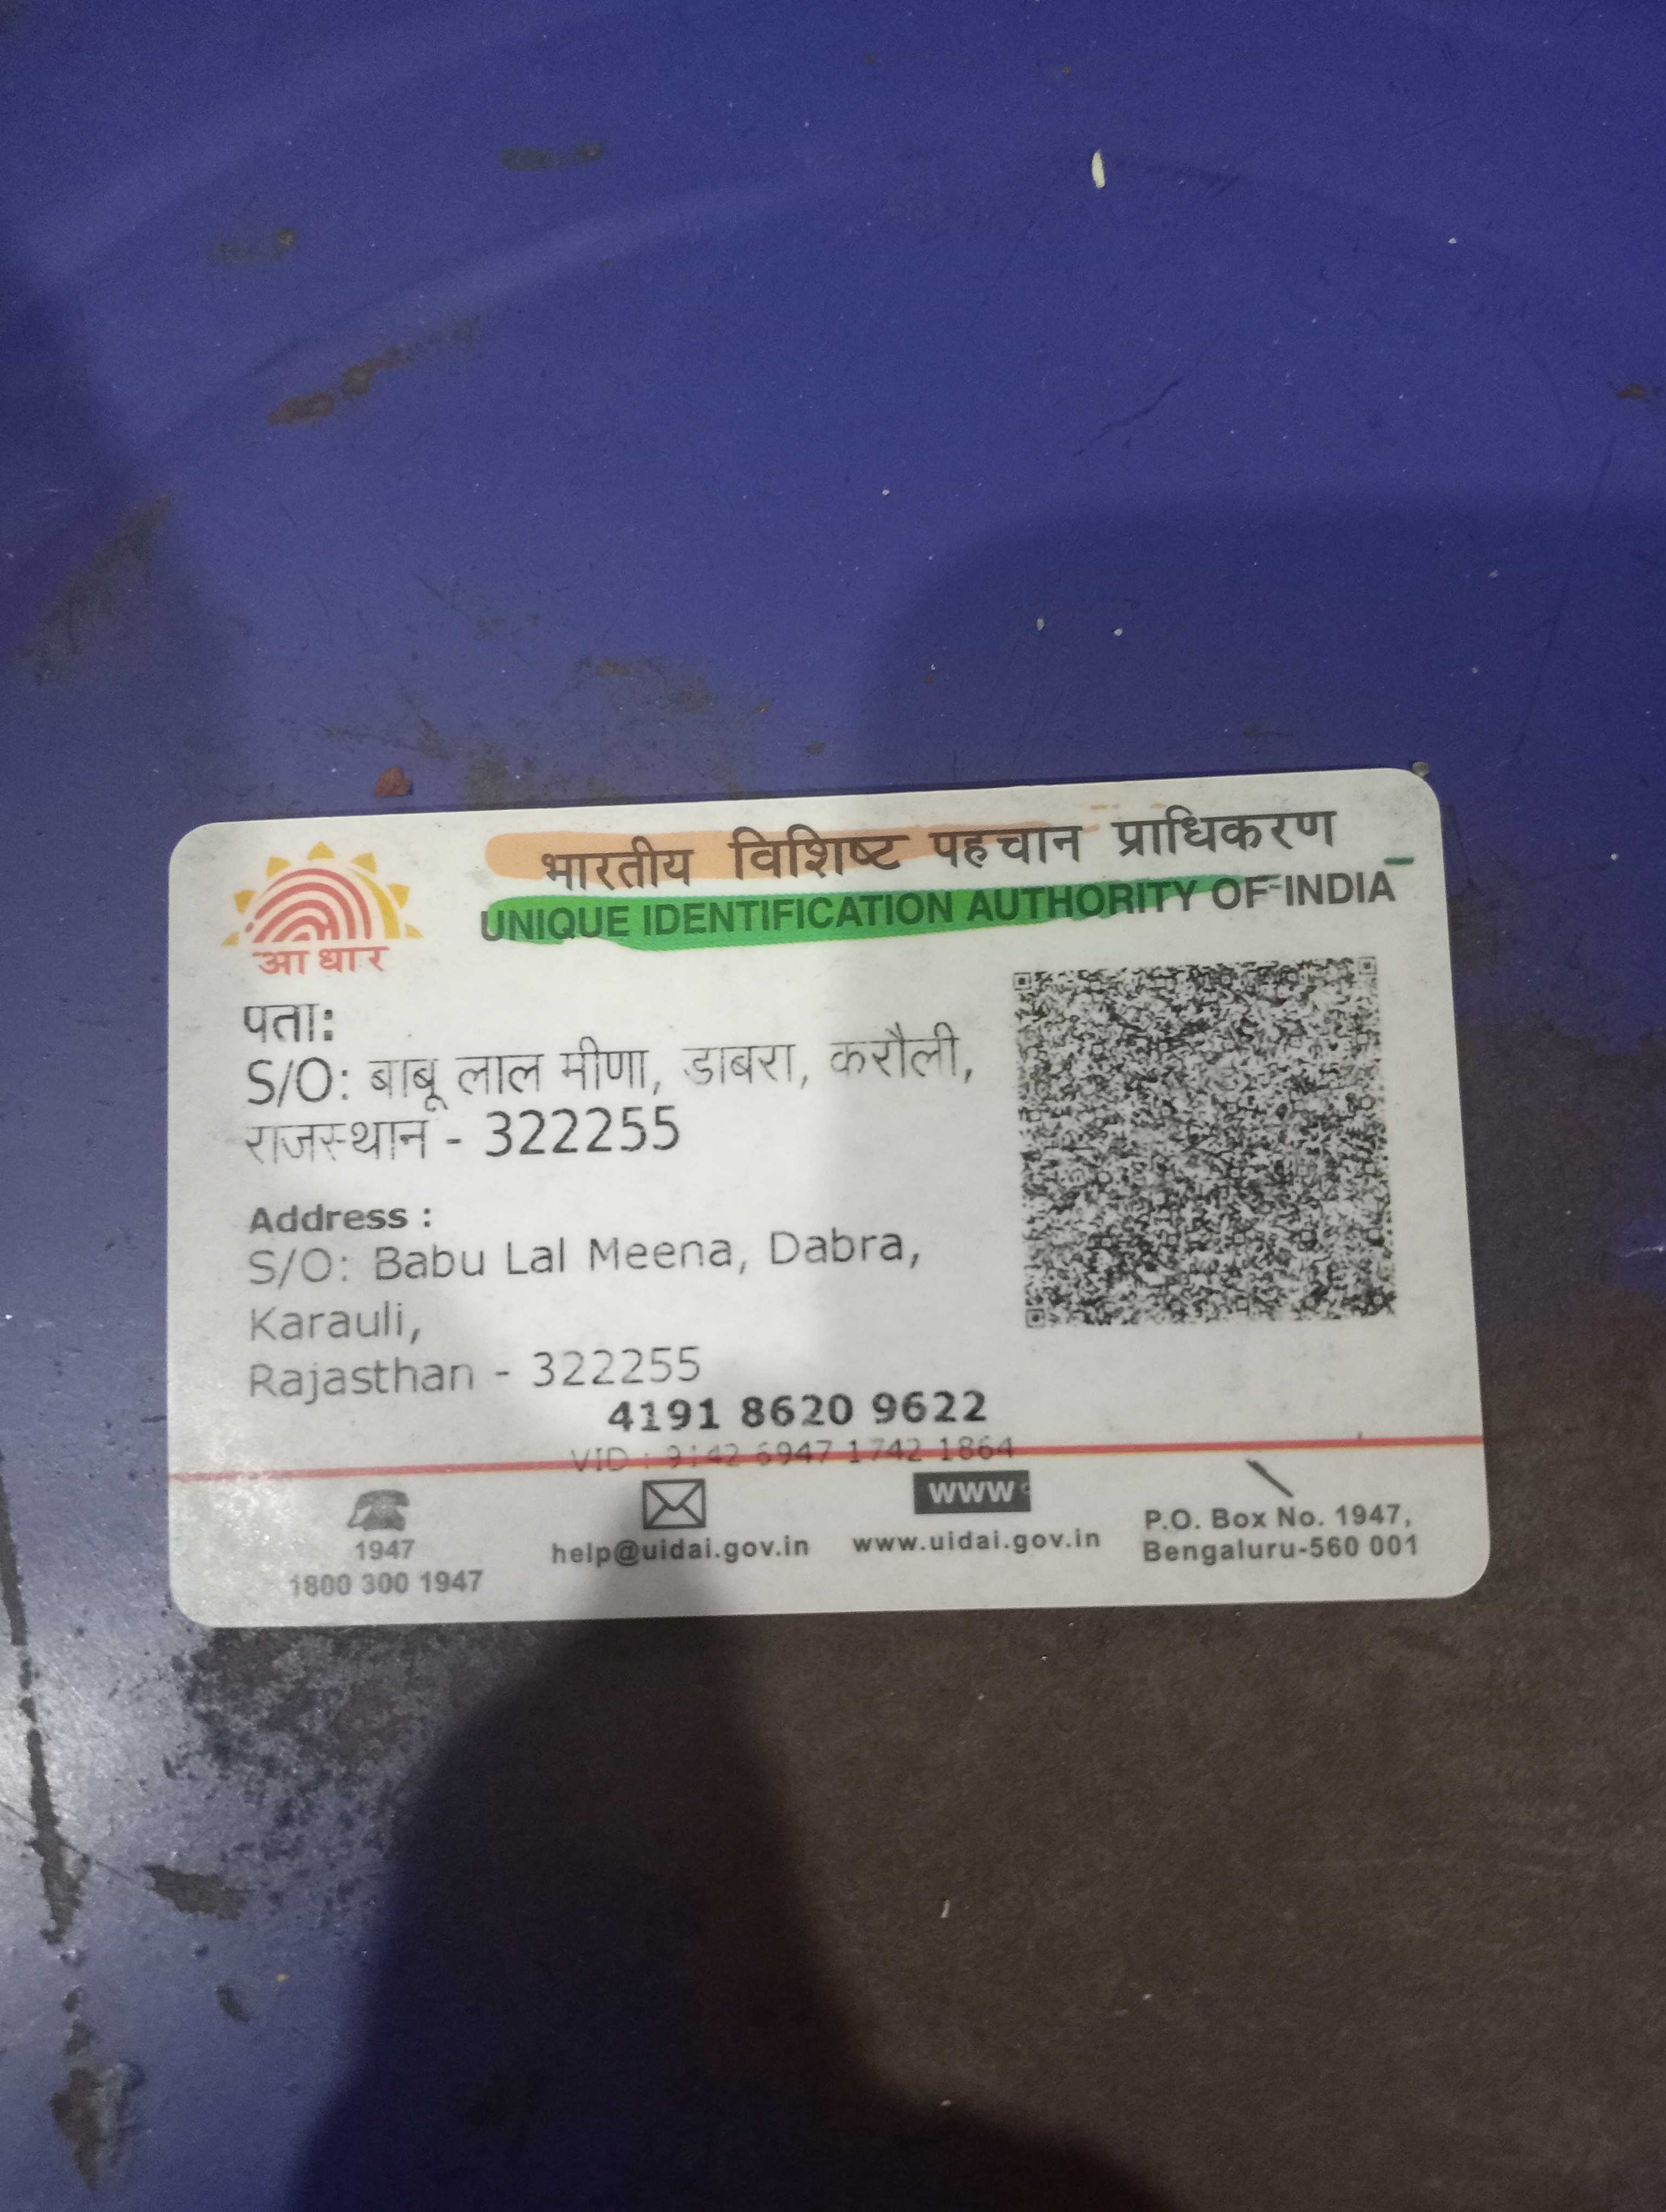 भारतीय विशिष्ट पहचान प्राधिकरण
UNIQUE IDENTIFICATION AUTHORITY OF INDIA
आधार
पता:
S/O: बाबू लाल मीणा, डाबरा, करौली,
राजस्थान - 322255
Address :
S/O: Babu Lal Meena, Dabra,
Karauli,
Rajasthan - 322255
4191 8620 9622
VID : 9142 6947 1742 1864
1947
1800 300 1947
help@uidai.gov.in
www
www.uidai.gov.in
P.O. Box No. 1947,
Bengaluru-560 001